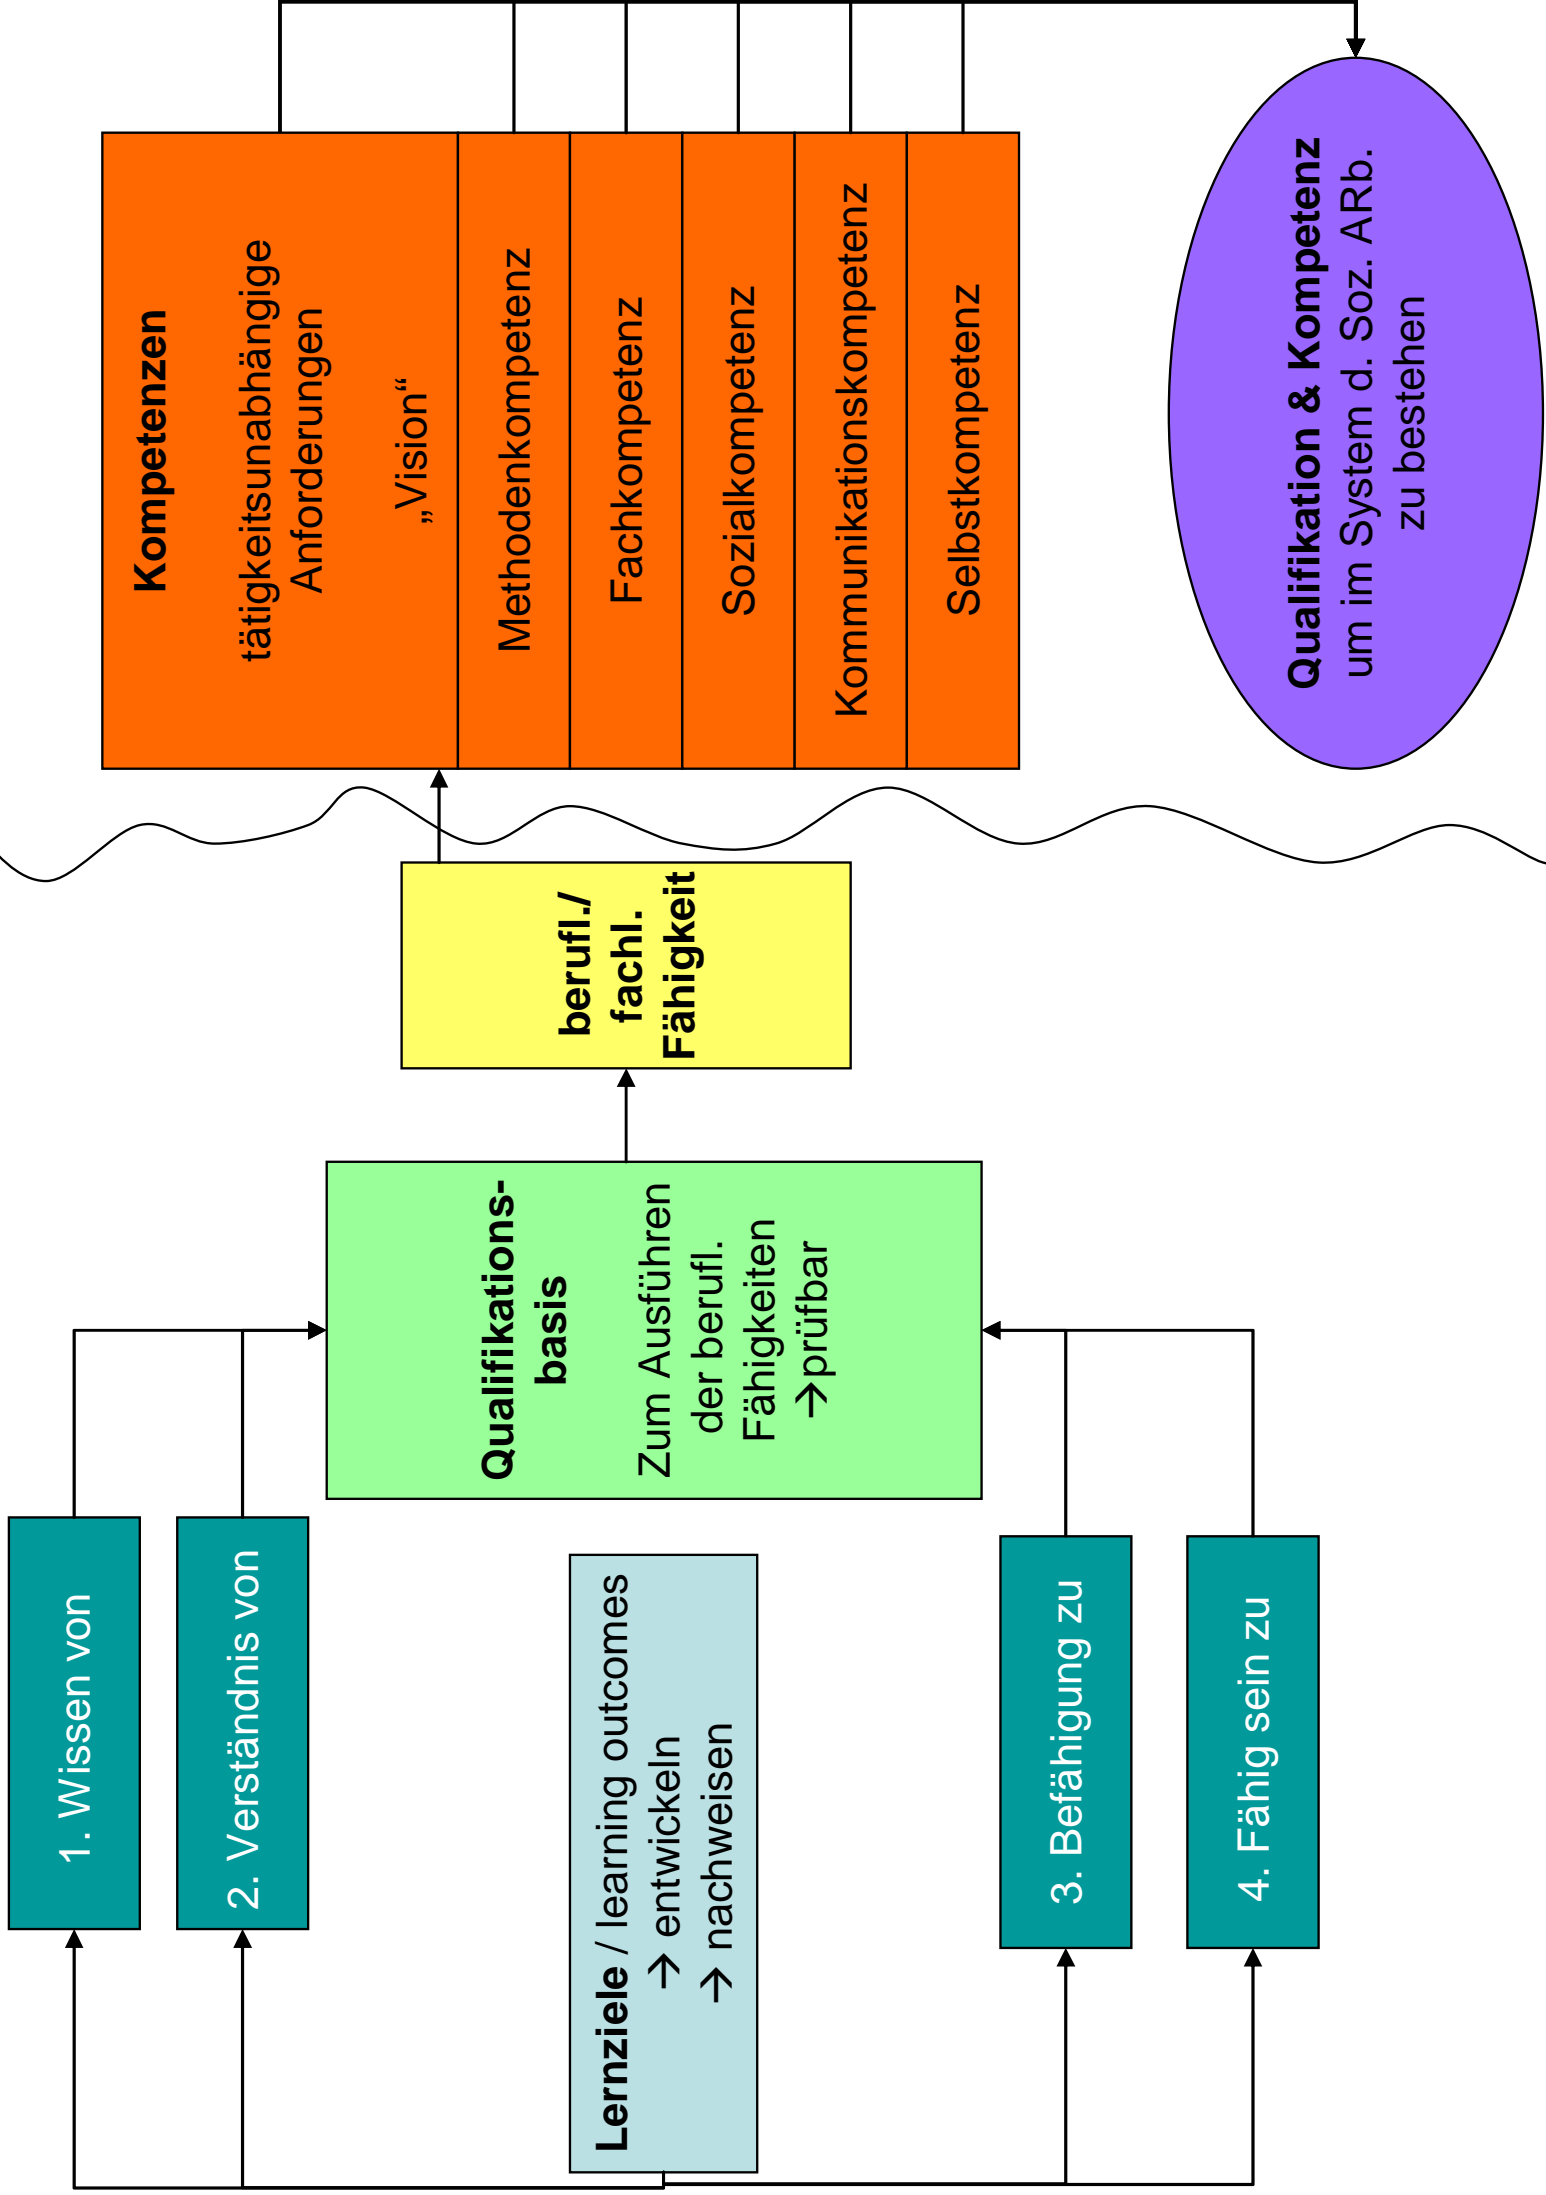 1. Wissen von
2. Verständnis von
Lernziele / learning outcomes
→ entwickeln
→ nachweisen
3. Befähigung zu
4. Fähig sein zu
Qualifikations-
basis
Zum Ausführen
der berufl.
Fähigkeiten
→prüfbar
berufl./
fachl.
Fähigkeit
Kompetenzen
tätigkeitsunabhängige
Anforderungen
„Vision“
Methodenkompetenz
Fachkompetenz
Sozialkompetenz
Kommunikationskompetenz
Selbstkompetenz
Qualifikation & Kompetenz
um im System d. Soz. ARb.
zu bestehen